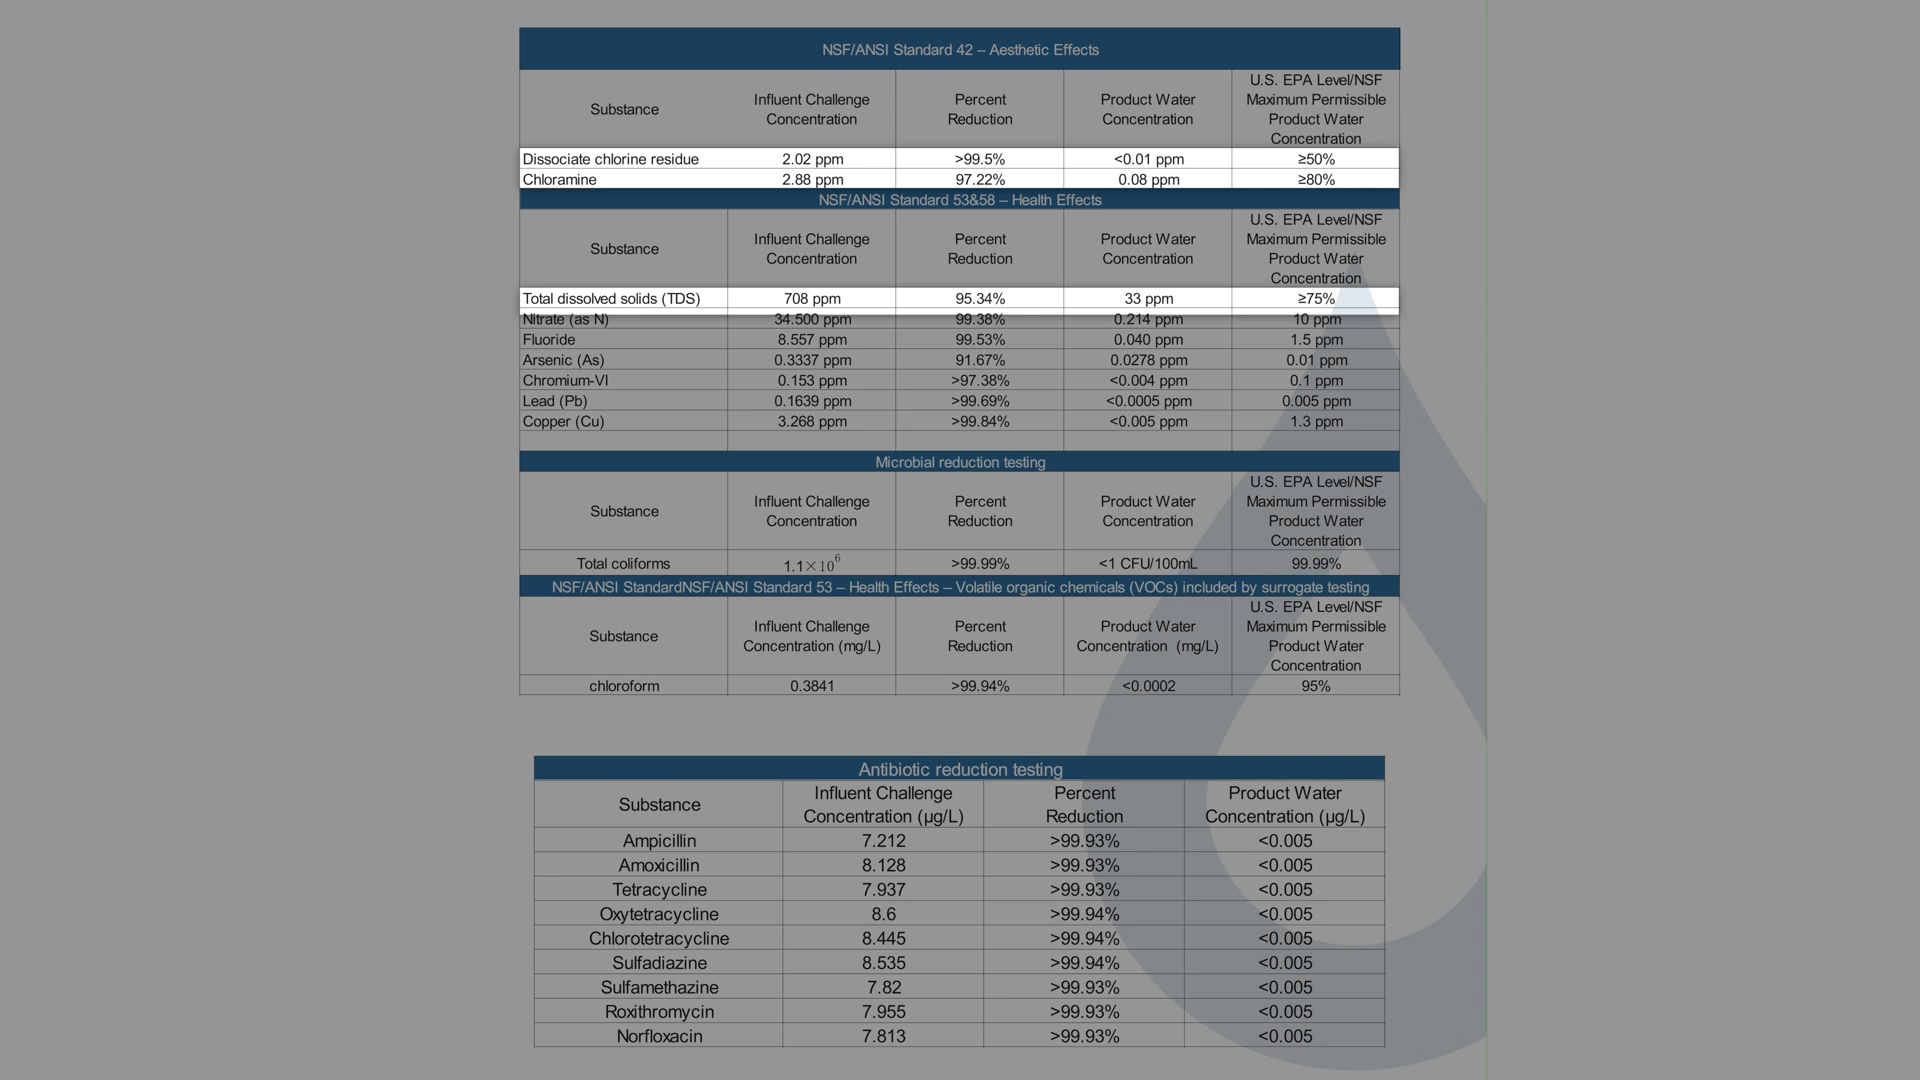 NSF/ANSI Standard 42 – Aesthetic Effects
Substance Influent Challenge Concentration Percent Reduction Product Water Concentration U.S. EPA Level/NSF Maximum Permissible Product Water Concentration
Dissociate chlorine residue 2.02 ppm >99.5% <0.01 ppm ≥50%
Chloramine 2.88 ppm 97.22% 0.08 ppm ≥80%
NSF/ANSI Standard 53&58 – Health Effects
Substance Influent Challenge Concentration Percent Reduction Product Water Concentration U.S. EPA Level/NSF Maximum Permissible Product Water Concentration
Total dissolved solids (TDS) 708 ppm 95.34% 33 ppm ≥75%
Nitrate (as N) 34.500 ppm 99.38% 0.214 ppm 10 ppm
Fluoride 8.557 ppm 99.53% 0.040 ppm 1.5 ppm
Arsenic (As) 0.3337 ppm 91.67% 0.0278 ppm 0.01 ppm
Chromium-VI 0.153 ppm >97.38% <0.004 ppm 0.1 ppm
Lead (Pb) 0.1639 ppm >99.69% <0.0005 ppm 0.005 ppm
Copper (Cu) 3.268 ppm >99.84% <0.005 ppm 1.3 ppm
Microbial reduction testing
Substance Influent Challenge Concentration Percent Reduction Product Water Concentration U.S. EPA Level/NSF Maximum Permissible Product Water Concentration
Total coliforms 1.1×10⁶ >99.99% <1 CFU/100mL 99.99%
NSF/ANSI StandardNSF/ANSI Standard 53 – Health Effects – Volatile organic chemicals (VOCs) included by surrogate testing
Substance Influent Challenge Concentration (mg/L) Percent Reduction Product Water Concentration (mg/L) U.S. EPA Level/NSF Maximum Permissible Product Water Concentration
chloroform 0.3841 >99.94% <0.0002 95%
Antibiotic reduction testing
Substance Influent Challenge Concentration (µg/L) Percent Reduction Product Water Concentration (µg/L)
Ampicillin 7.212 >99.93% <0.005
Amoxicillin 8.128 >99.93% <0.005
Tetracycline 7.937 >99.93% <0.005
Oxytetracycline 8.6 >99.94% <0.005
Chlorotetracycline 8.445 >99.94% <0.005
Sulfadiazine 8.535 >99.94% <0.005
Sulfamethazine 7.82 >99.93% <0.005
Roxithromycin 7.955 >99.93% <0.005
Norfloxacin 7.813 >99.93% <0.005